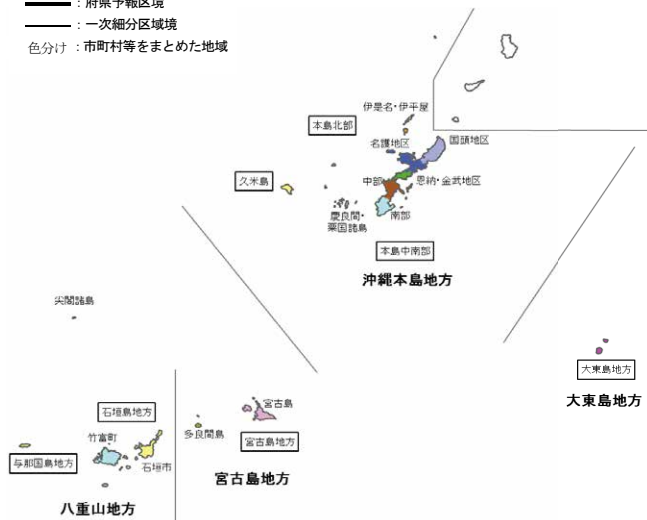 ：府県予報区境
：一次細分区域境
色分け ：市町村等をまとめた地域
伊是名・伊平屋
本島北部
国頭地区
名護地区
久米島
中部
恩納・金武地区
慶良間・
粟国諸島
南部
本島中南部
沖縄本島地方
尖閣諸島
大東島地方
大東島地方
石垣島地方
宮古島
竹富町
多良間島
宮古島地方
与那国島地方
石垣市
宮古島地方
八重山地方